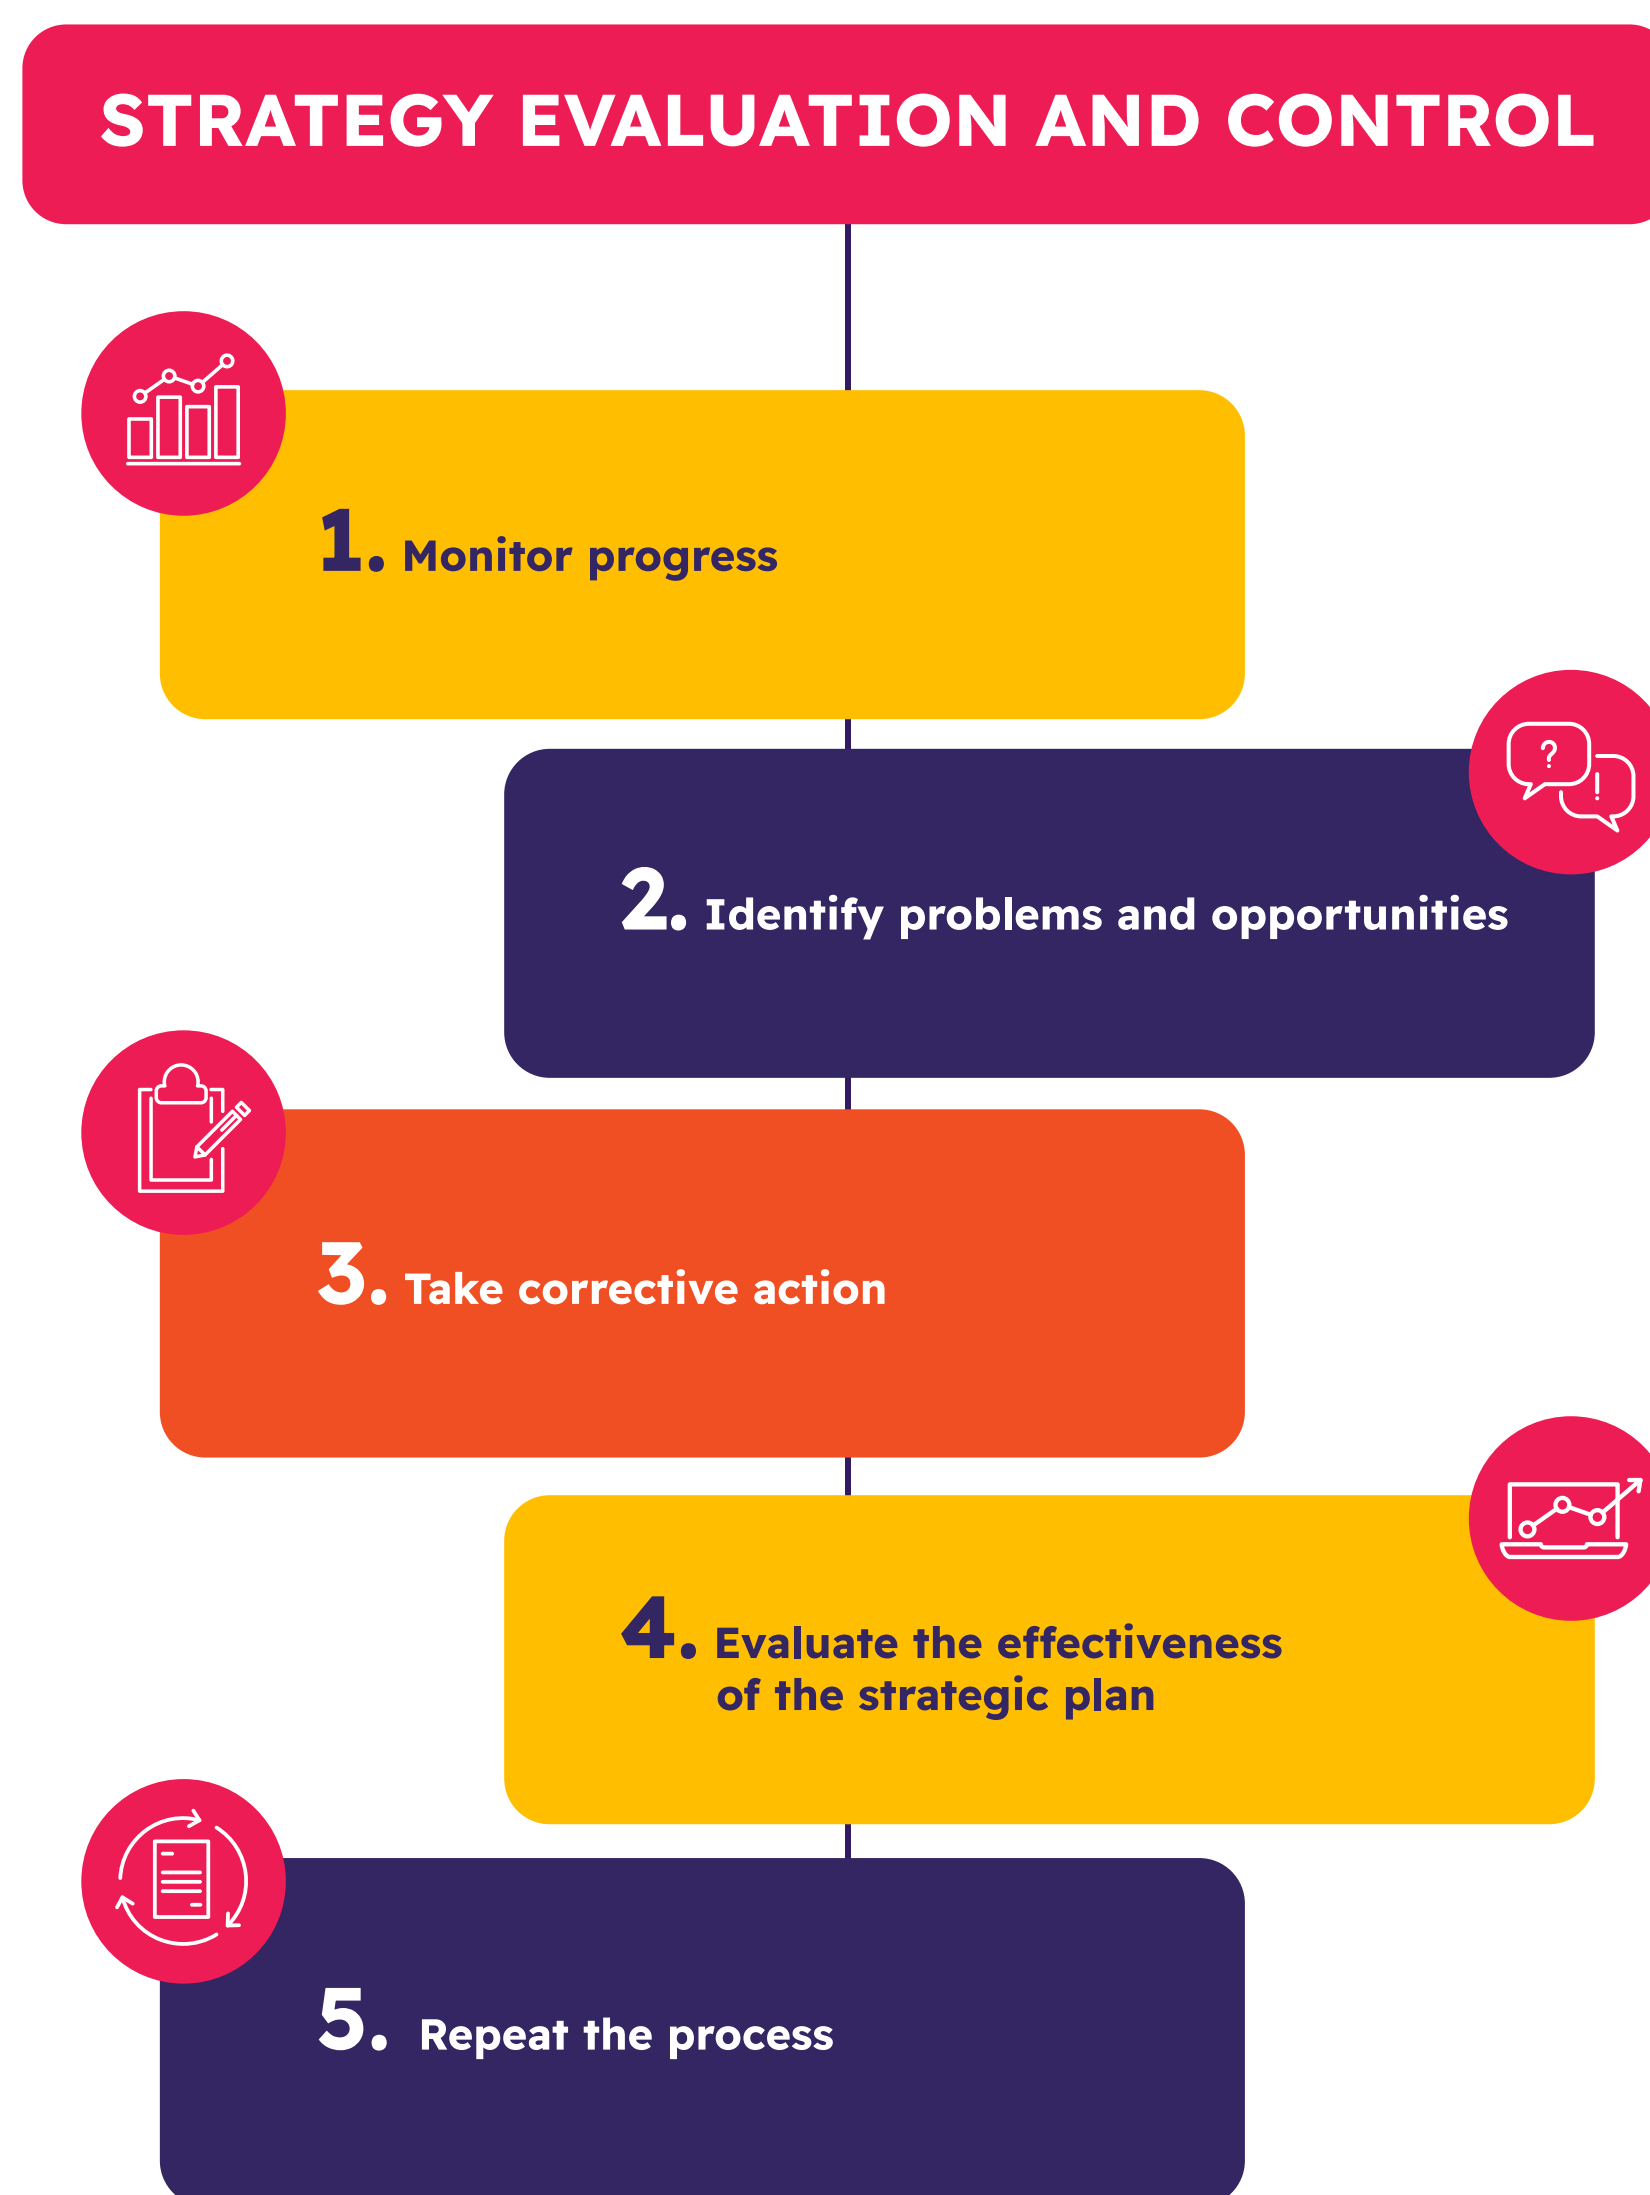 STRATEGY EVALUATION AND CONTROL
1. Monitor progress
?
!
2. Identify problems and opportunities
3. Take corrective action
4. Evaluate the effectiveness
of the strategic plan
5. Repeat the process